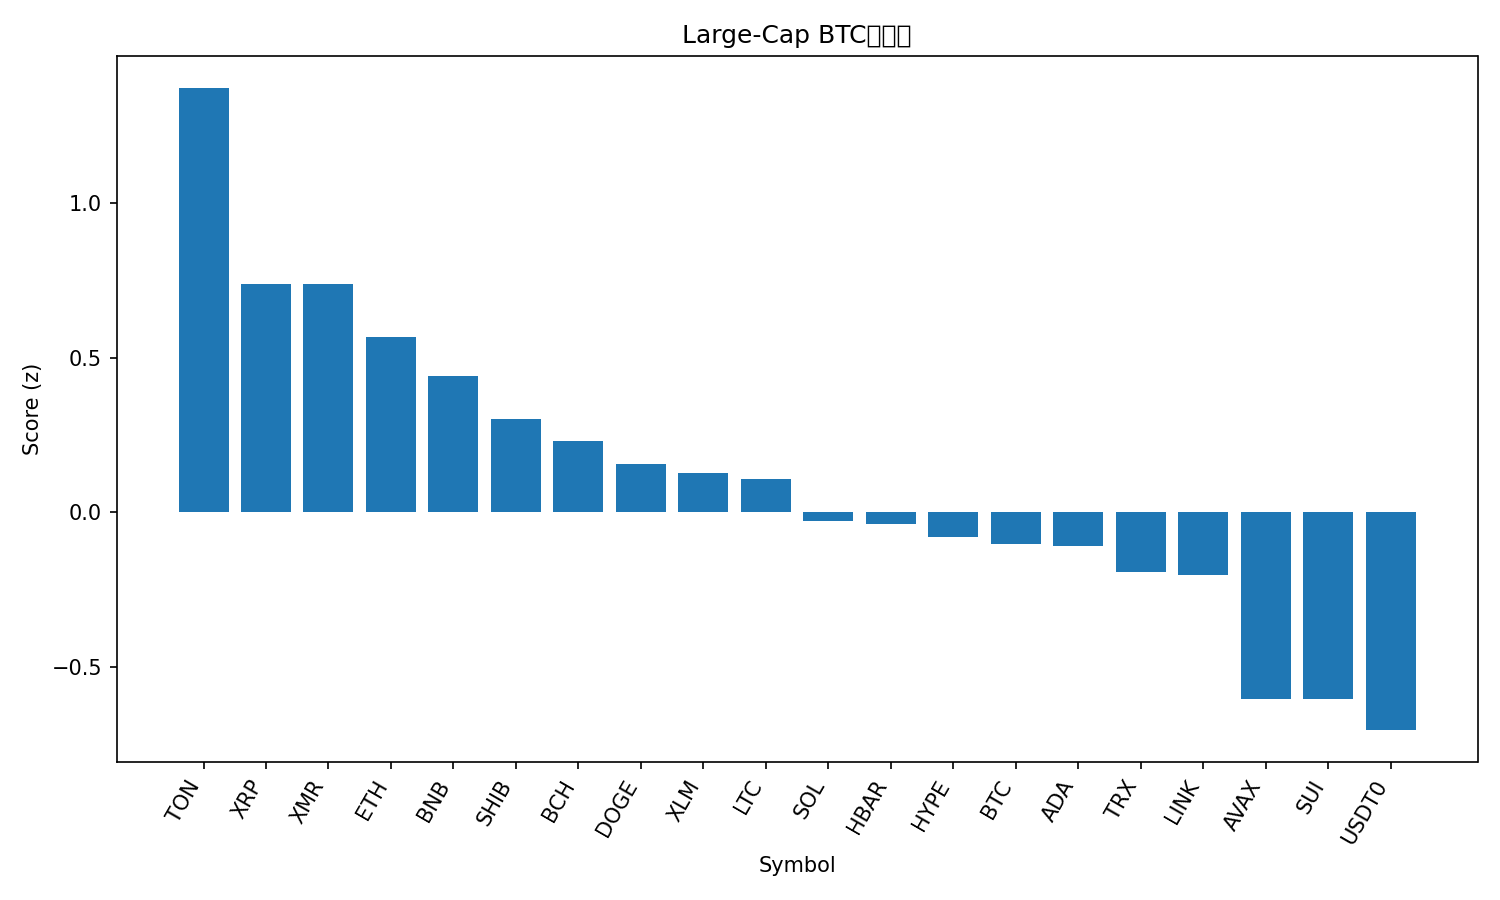 Large-Cap BTC
1.0
0.5
0.0
−0.5
Score (z)
TON
XRP
XMR
ETH
BNB
SHIB
BCH
DOGE
XLM
LTC
SOL
HBAR
HYPE
BTC
ADA
TRX
LINK
AVAX
SUI
USDT0
Symbol